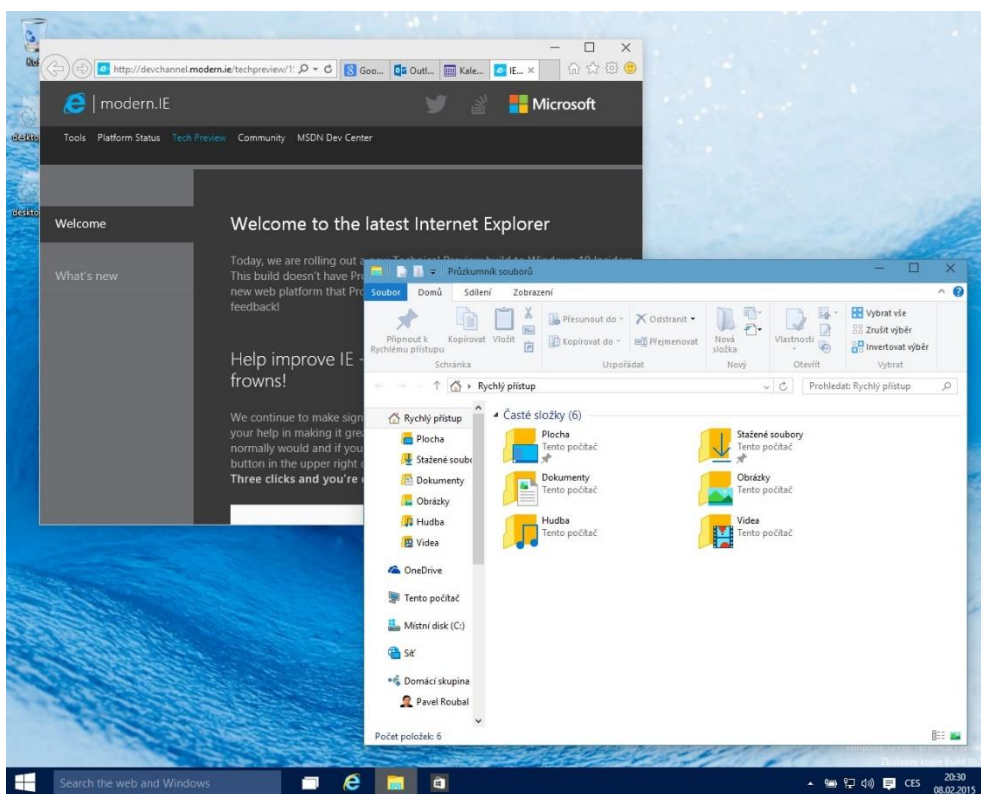 http://devchannel.modern.ie/techpreview/1
Goo...
Outl...
Kale...
IE...
modern.IE
Microsoft
Tools
Platform Status
Tech Preview
Community
MSDN Dev Center
Welcome
What's new
Welcome to the latest Internet Explorer
Today, we are rolling out a
This build doesn't have Pr
new web platform that Pro
feedback!
Help improve IE -
frowns!
We continue to make sign
your help in making it grea
normally would and if you
button in the upper right c
Three clicks and you're
Průzkumník souborů
Soubor
Domů
Sdílení
Zobrazení
Připnout k
Rychlému přístupu
Kopírovat
Vložit
Schránka
Přesunout do
Kopírovat do
Odstranit
Přejmenovat
Uspořádat
Nová
složka
Nový
Vlastnosti
Otevřít
Vybrat vše
Zrušit výběr
Invertovat výběr
Vybrat
Rychlý přístup
Prohledat: Rychlý přístup
Rychlý přístup
Plocha
Stažené soubo
Dokumenty
Obrázky
Hudba
Videa
OneDrive
Tento počítač
Místní disk (C:)
Síť
Domácí skupina
Pavel Roubal
Časté složky (6)
Plocha
Tento počítač
Stažené soubory
Tento počítač
Dokumenty
Tento počítač
Obrázky
Tento počítač
Hudba
Tento počítač
Videa
Tento počítač
Počet položek: 6
Search the web and Windows
CES
20:30
08.02.2015